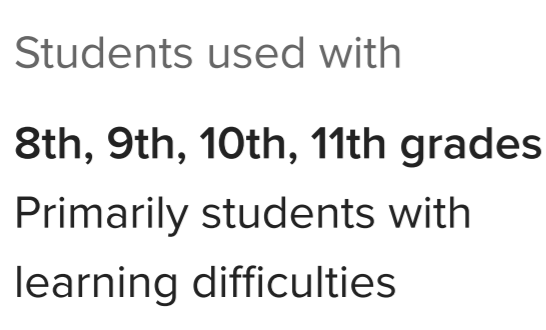 Students used with
8th, 9th, 10th, 11th grades
Primarily students with
learning difficulties